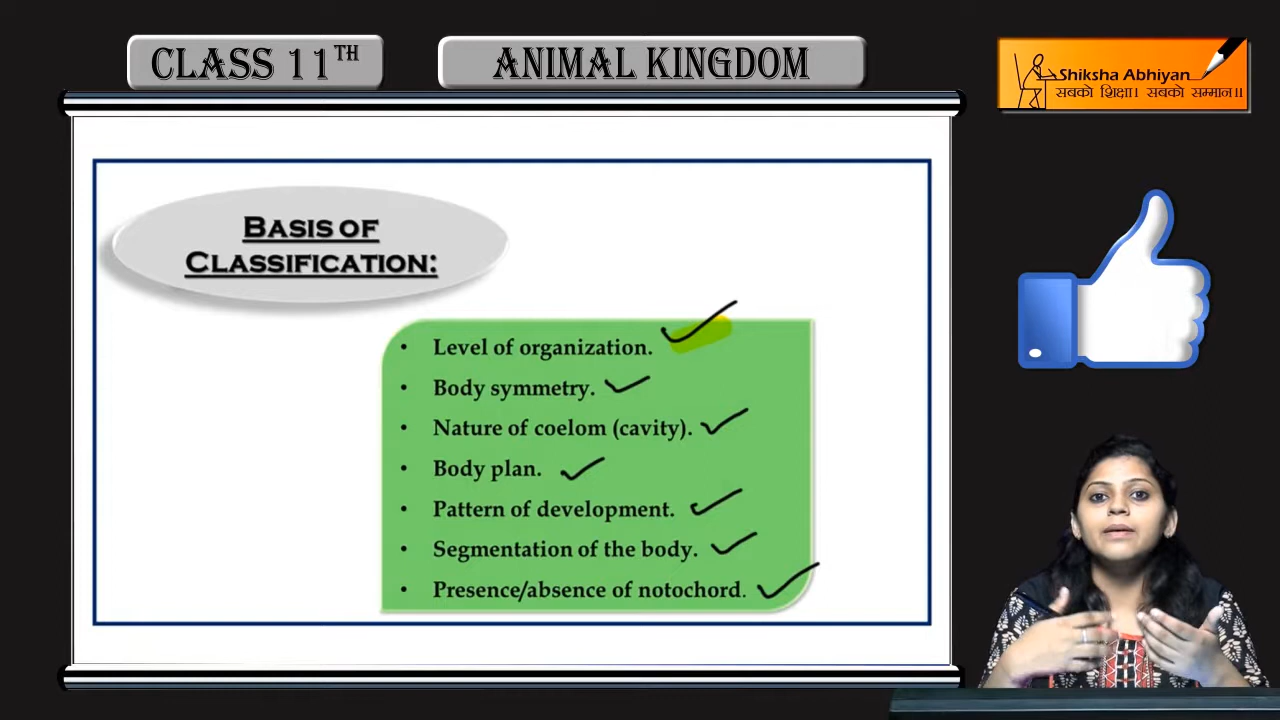 CLASS 11TH
ANIMAL KINGDOM
Shiksha Abhiyan
सबको शिक्षा। सबको सम्मान॥
BASIS OF
CLASSIFICATION:
• Level of organization.
• Body symmetry.
• Nature of coelom (cavity).
• Body plan.
• Pattern of development.
• Segmentation of the body.
• Presence/absence of notochord.